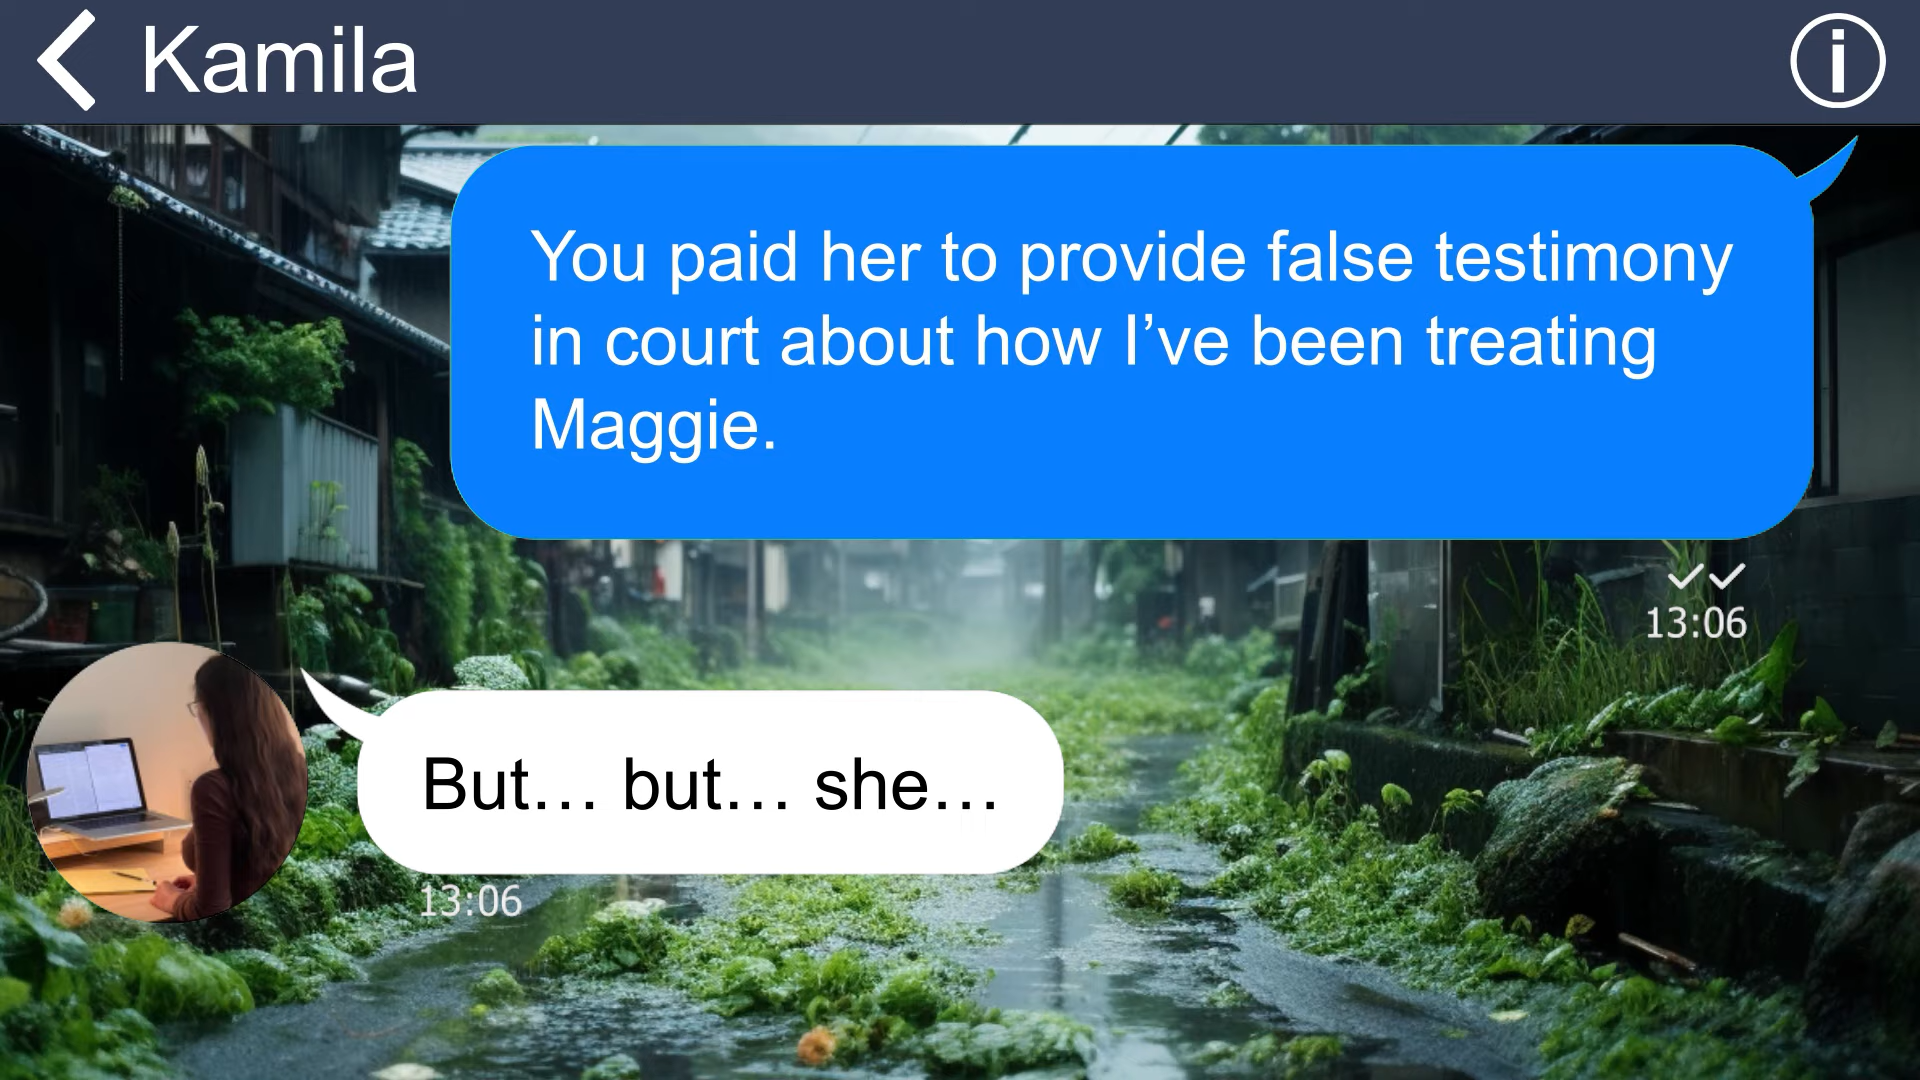 Kamila
You paid her to provide false testimony
in court about how I’ve been treating
Maggie.
13:06
But… but… she…
13:06